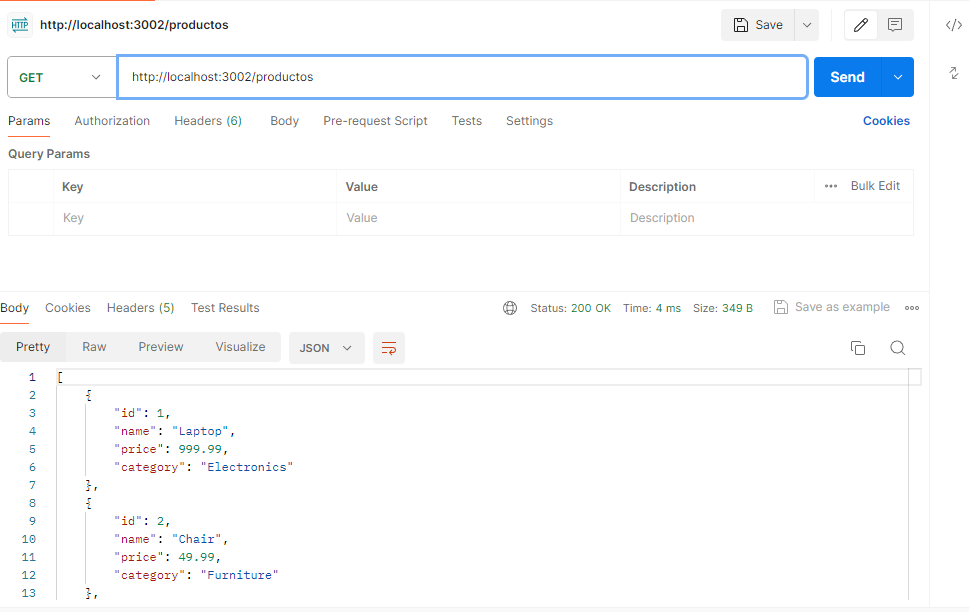 HTTP http://localhost:3002/productos Save
GET http://localhost:3002/productos Send
Params Authorization Headers (6) Body Pre-request Script Tests Settings Cookies
Query Params
Key Value Description ••• Bulk Edit
Key Value Description
Body Cookies Headers (5) Test Results Status: 200 OK Time: 4 ms Size: 349 B Save as example •••
Pretty Raw Preview Visualize JSON
1 [
2 {
3 "id": 1,
4 "name": "Laptop",
5 "price": 999.99,
6 "category": "Electronics"
7 },
8 {
9 "id": 2,
10 "name": "Chair",
11 "price": 49.99,
12 "category": "Furniture"
13 },